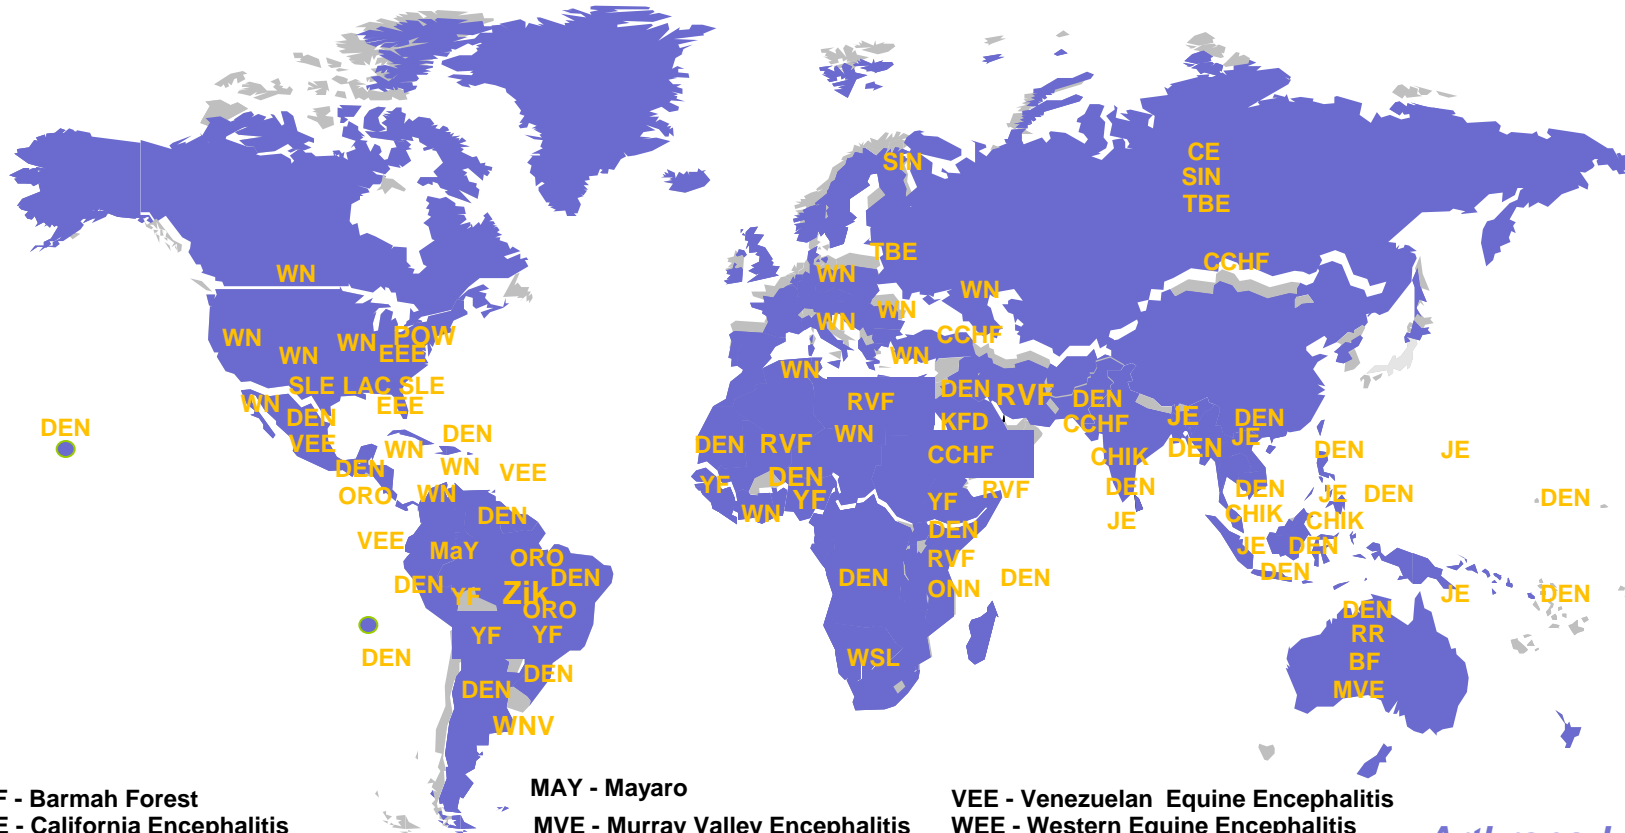 CE
SIN
SIN
TBE
TBE
CCHF
WN
WN
WN
WN
WN
WN
POW
WN
CCHF
WN
EEE
WN
WN
WN
SLE LAC SLE
DEN
RVF
DEN
WN
EEE
RVF
DEN
JE
DEN
DEN
KFD
CCHF
DEN
VEE
WN
DEN
DEN
RVF
WN
CCHF
CHIK
DEN
JE
DEN
JE
DEN
WN
VEE
DEN
YF
DEN
ORO
WN
YF
YF
RVF
DEN
DEN
JE
DEN
DEN
DEN
WN
DEN
JE
CHIK
CHIK
VEE
MaY
ORO
RVF
JE
DEN
DEN
DEN
DEN
DEN
ONN
DEN
DEN
YF
Zik
JE
DEN
ORO
DEN
YF
YF
RR
DEN
WSL
BF
DEN
DEN
MVE
WNV
F - Barmah Forest
MAY - Mayaro
VEE - Venezuelan Equine Encephalitis
E - California Encephalitis
MVE - Murray Valley Encephalitis
WEE - Western Equine Encephalitis